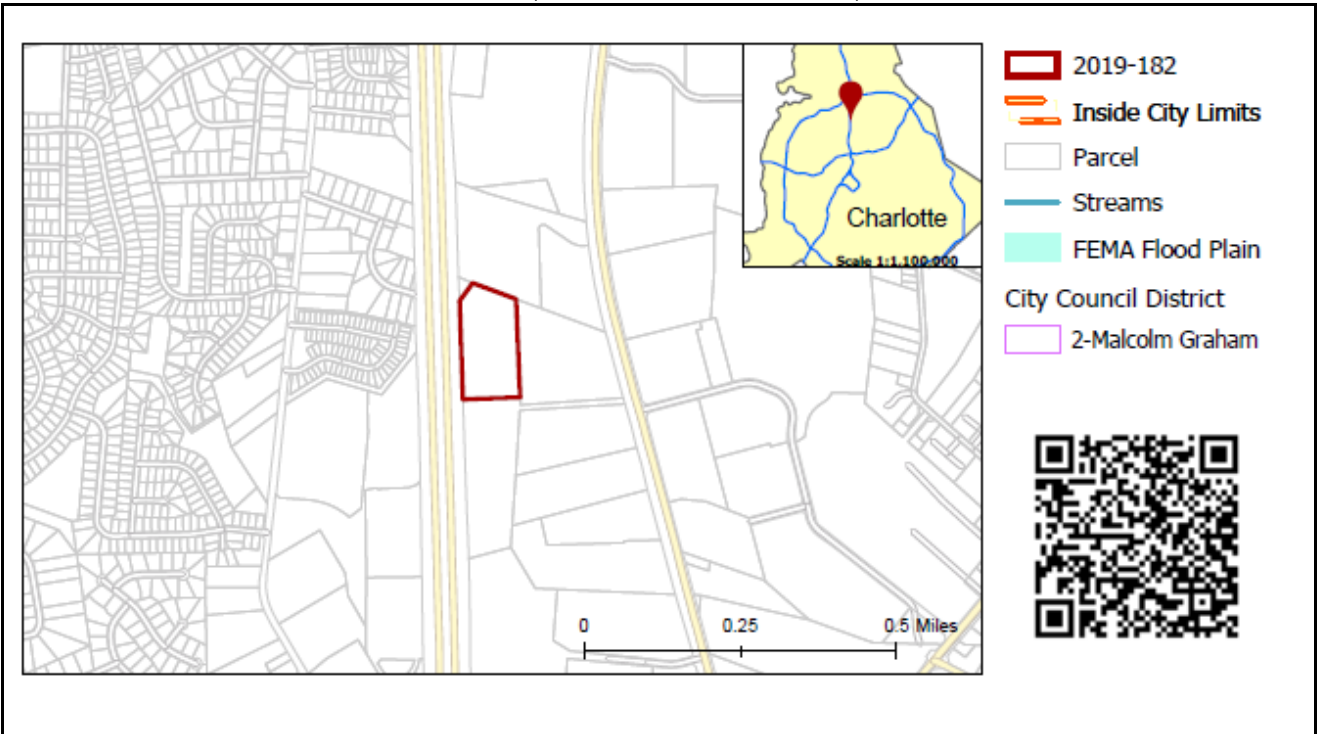 Charlotte
Scale 1:1,100,000
0 0.25 0.5 Miles
2019-182
Inside City Limits
Parcel
Streams
FEMA Flood Plain
City Council District
2-Malcolm Graham